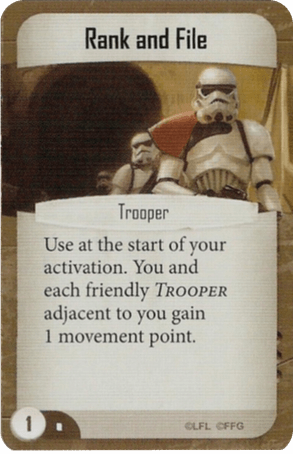 Rank and File
Trooper
Use at the start of your
activation. You and
each friendly TROOPER
adjacent to you gain
1 movement point.
1
©LFL ©FFG